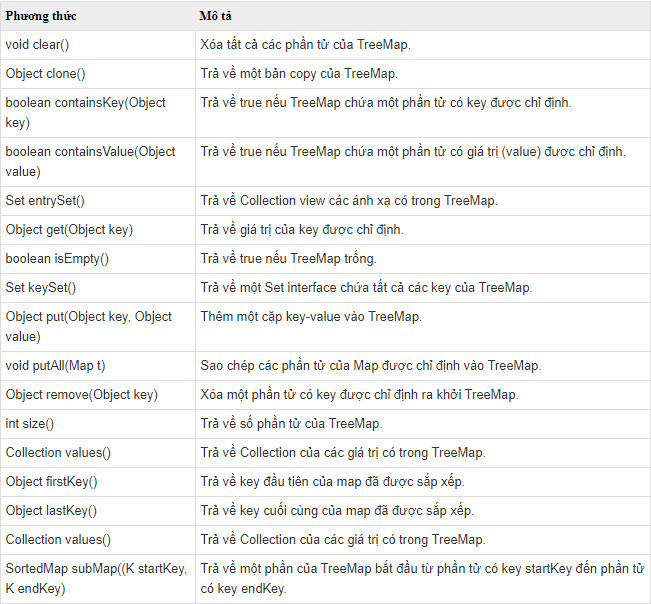 Phương thức Mô tả
void clear() Xóa tất cả các phần tử của TreeMap.
Object clone() Trả về một bản copy của TreeMap.
boolean containsKey(Object Trả về true nếu TreeMap chứa một phần tử có key được chỉ định.
key)
boolean containsValue(Object Trả về true nếu TreeMap chứa một phần tử có giá trị (value) được chỉ định.
value)
Set entrySet() Trả về Collection view các ánh xạ có trong TreeMap.
Object get(Object key) Trả về giá trị của key được chỉ định.
boolean isEmpty() Trả về true nếu TreeMap trống.
Set keySet() Trả về một Set interface chứa tất cả các key của TreeMap.
Object put(Object key, Object Thêm một cặp key-value vào TreeMap.
value)
void putAll(Map t) Sao chép các phần tử của Map được chỉ định vào TreeMap.
Object remove(Object key) Xóa một phần tử có key được chỉ định ra khởi TreeMap.
int size() Trả về số phần tử của TreeMap.
Collection values() Trả về Collection của các giá trị có trong TreeMap.
Object firstKey() Trả về key đầu tiên của map đã được sắp xếp.
Object lastKey() Trả về key cuối cùng của map đã được sắp xếp.
Collection values() Trả về Collection của các giá trị có trong TreeMap.
SortedMap subMap((K startKey, Trả về một phần của TreeMap bắt đầu từ phần tử có key startKey đến phần tử
K endKey) có key endKey.